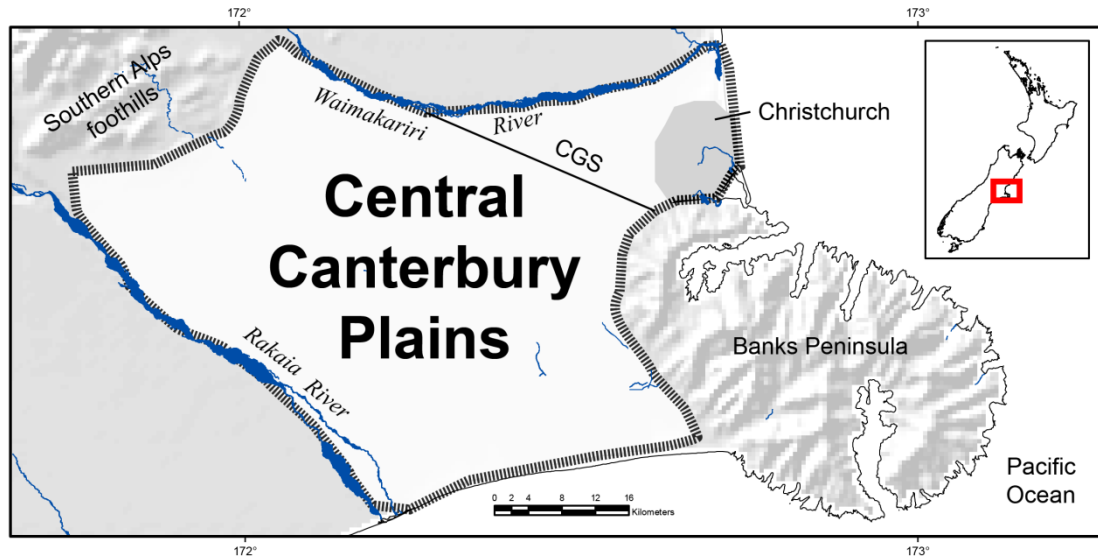 172°
173°
Southern Alps
foothills
Waimakariri
River
Christchurch
CGS
Central
Canterbury
Plains
Rakaia
River
Banks Peninsula
Pacific
Ocean
0 2 4 8 12 16
Kilometers
172°
173°